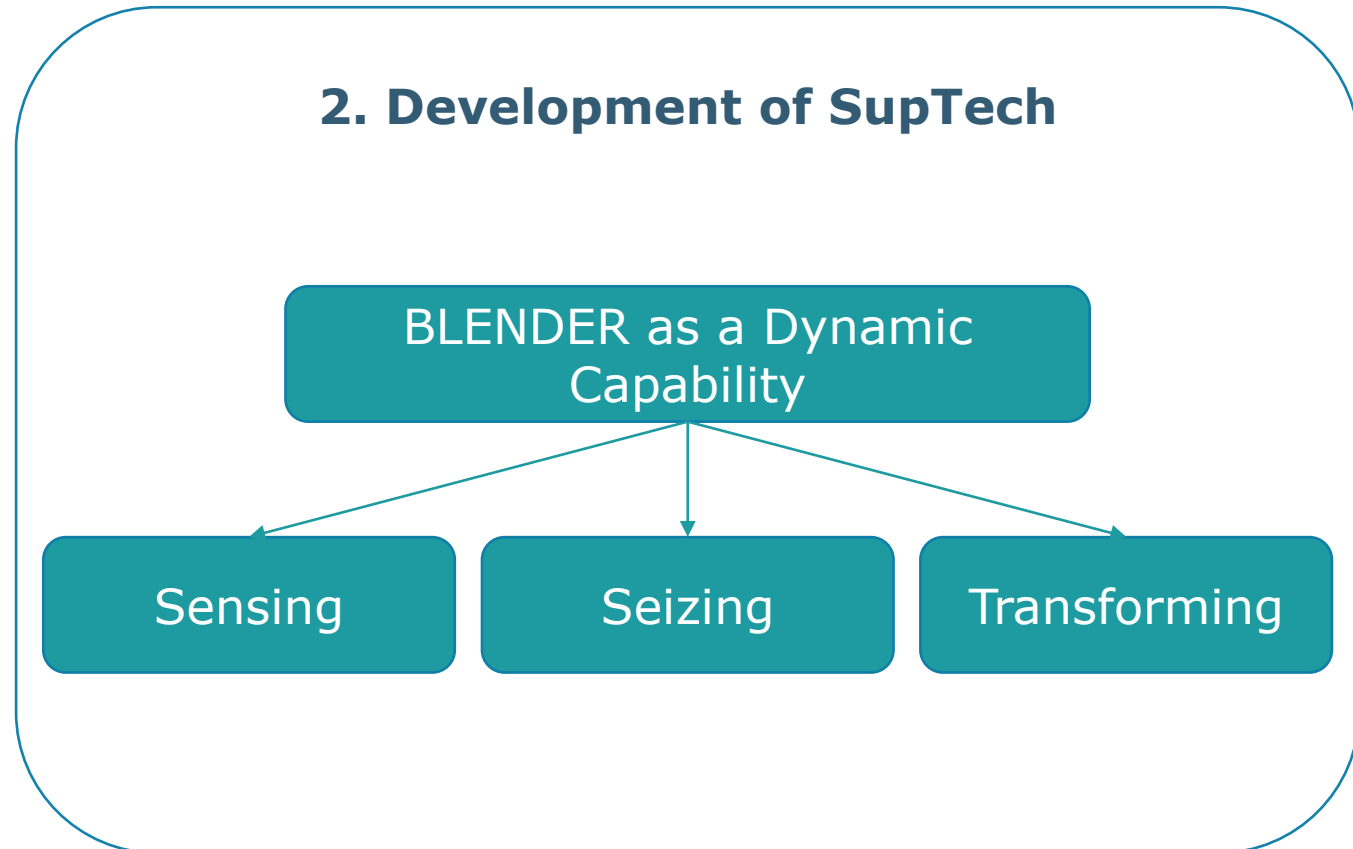 2. Development of SupTech
BLENDER as a Dynamic
Capability
Sensing
Seizing
Transforming